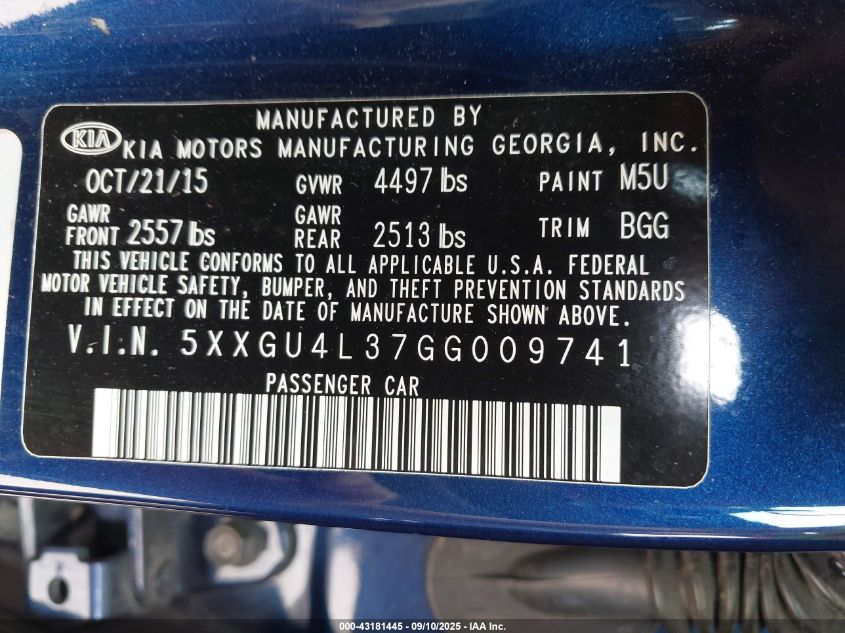 MANUFACTURED BY
KIA KIA MOTORS MANUFACTURING GEORGIA, INC.
OCT/21/15 GVWR 4497 lbs PAINT M5U
GAWR FRONT 2557 lbs GAWR REAR 2513 lbs TRIM BGG
THIS VEHICLE CONFORMS TO ALL APPLICABLE U.S.A. FEDERAL
MOTOR VEHICLE SAFETY, BUMPER, AND THEFT PREVENTION STANDARDS
IN EFFECT ON THE DATE OF MANUFACTURE SHOWN ABOVE.
V.I.N. 5XXGU4L37GG009741
PASSENGER CAR
000-43181445 - 09/10/2025 - IAA Inc.